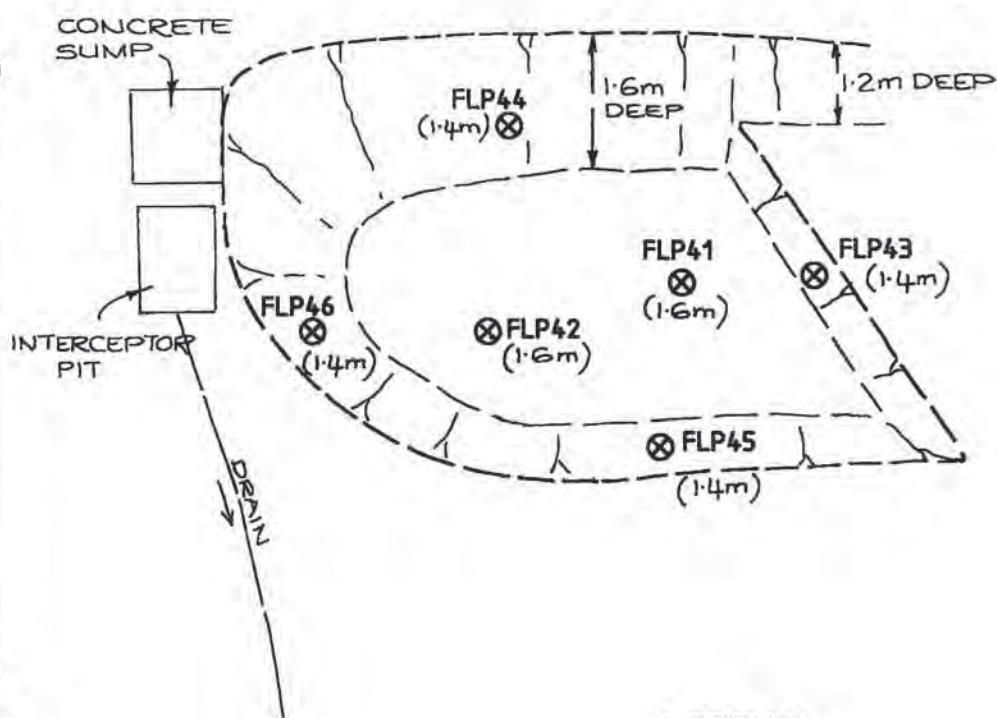 CONCRETE
SUMP
FLP44
(1.4m)
1.6m
DEEP
1.2m DEEP
FLP41
(1.6m)
FLP43
(1.4m)
FLP46
(1.4m)
FLP42
(1.6m)
INTERCEPTOR
PIT
FLP45
(1.4m)
DRAIN